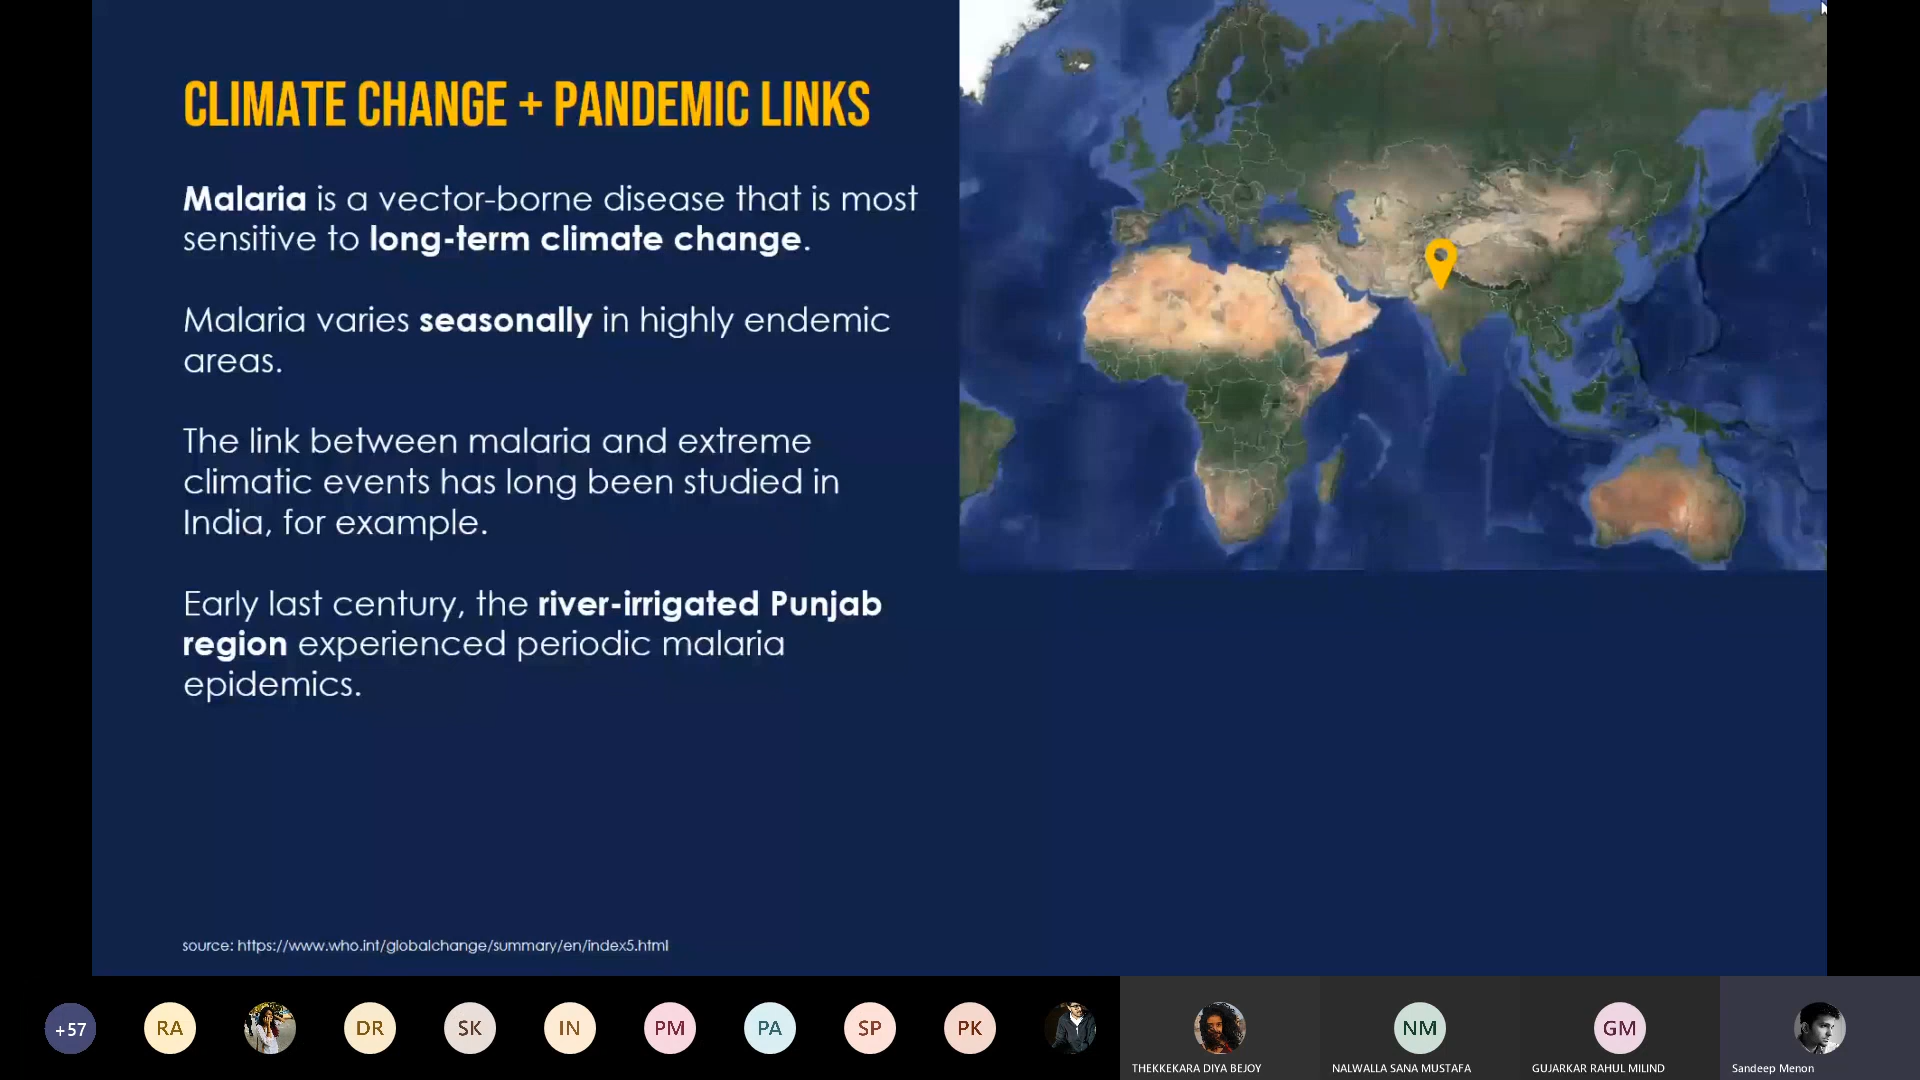 CLIMATE CHANGE + PANDEMIC LINKS
Malaria is a vector-borne disease that is most
sensitive to long-term climate change.
Malaria varies seasonally in highly endemic
areas.
The link between malaria and extreme
climatic events has long been studied in
India, for example.
Early last century, the river-irrigated Punjab
region experienced periodic malaria
epidemics.
source: https://www.who.int/globalchange/summary/en/index5.html
+57
RA
DR
SK
IN
PM
PA
SP
PK
NM
GM
THEKKEKARA DIYA BEJOY
NALWALLA SANA MUSTAFA
GUJARKAR RAHUL MILIND
Sandeep Menon